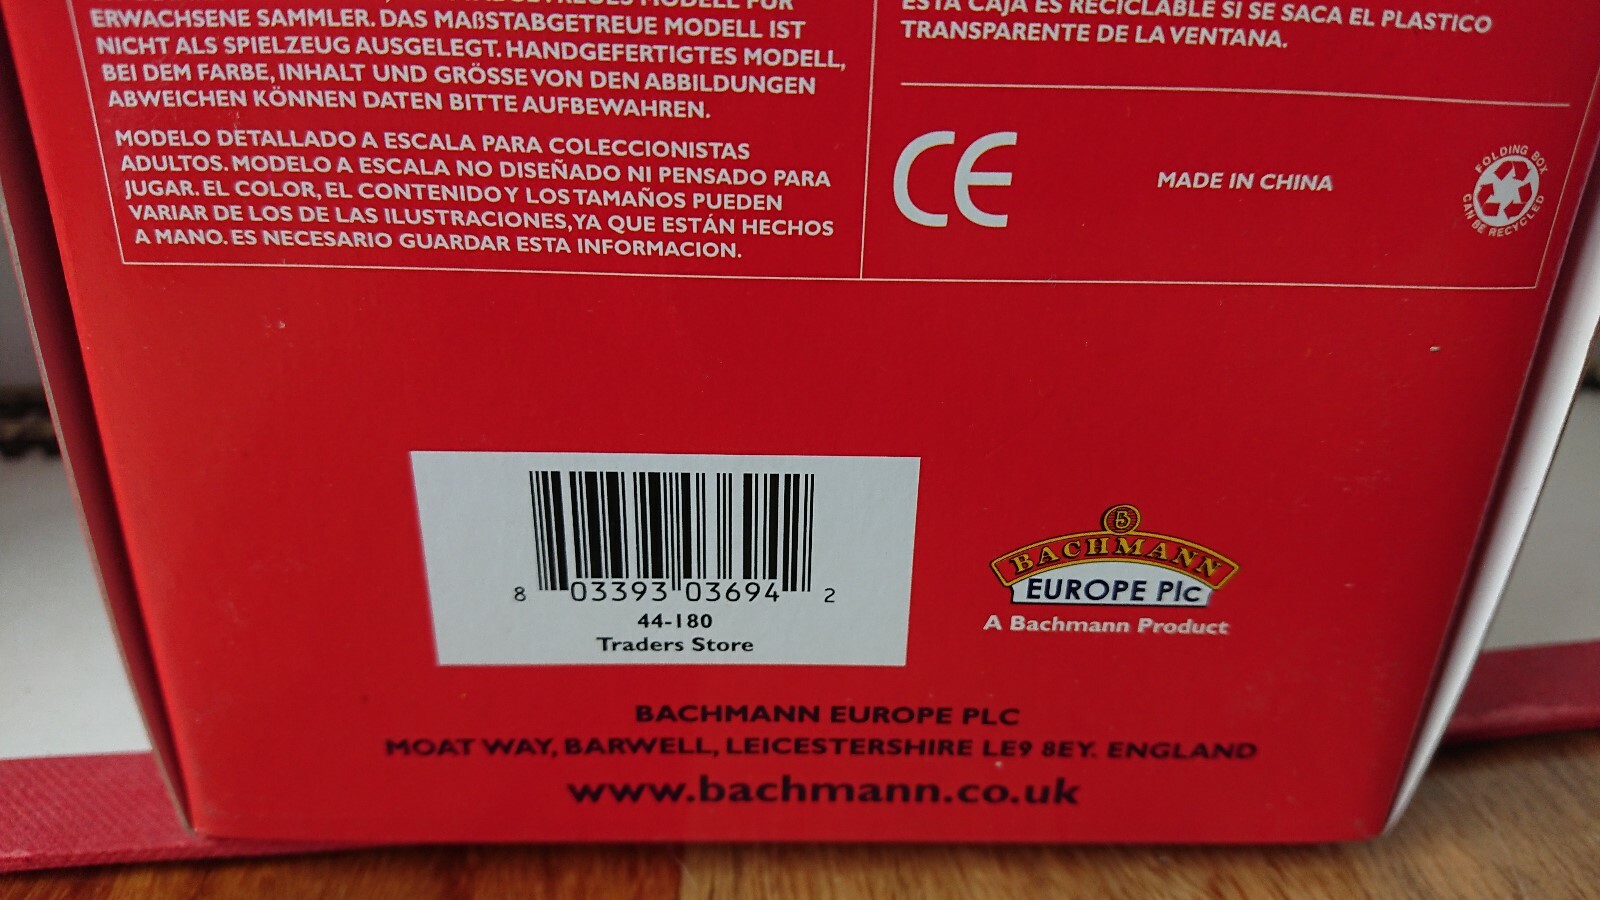 MODELL FÜR
ERWACHSENE SAMMLER. DAS MAßSTABGETREUE MODELL IST
NICHT ALS SPIELZEUG AUSGELEGT. HANDGEFERTIGTES MODELL,
BEI DEM FARBE, INHALT UND GRÖSSE VON DEN ABBILDUNGEN
ABWEICHEN KÖNNEN DATEN BITTE AUFBEWAHREN.
MODELO DETALLADO A ESCALA PARA COLECCIONISTAS
ADULTOS. MODELO A ESCALA NO DISEÑADO NI PENSADO PARA
JUGAR. EL COLOR, EL CONTENIDO Y LOS TAMAÑOS PUEDEN
VARIAR DE LOS DE LAS ILUSTRACIONES, YA QUE ESTÁN HECHOS
A MANO. ES NECESARIO GUARDAR ESTA INFORMACION.
ESTA CAJA ES RECICLABLE SI SE SACA EL PLASTICO
TRANSPARENTE DE LA VENTANA.
CE
MADE IN CHINA
FOLDING BOX
CAN BE RECYCLED
8 03393 03694 2
44-180
Traders Store
B
BACHMANN
EUROPE Plc
A Bachmann Product
BACHMANN EUROPE PLC
MOAT WAY, BARWELL, LEICESTERSHIRE LE9 8EY. ENGLAND
www.bachmann.co.uk